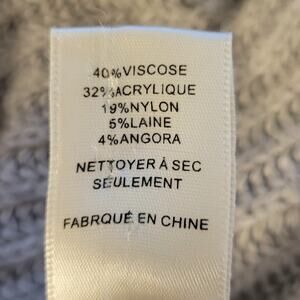 40%VISCOSE
32%ACRYLIQUE
19%NYLON
5%LAINE
4%ANGORA
NETTOYER À SEC
SEULEMENT
FABRQUÉ EN CHINE